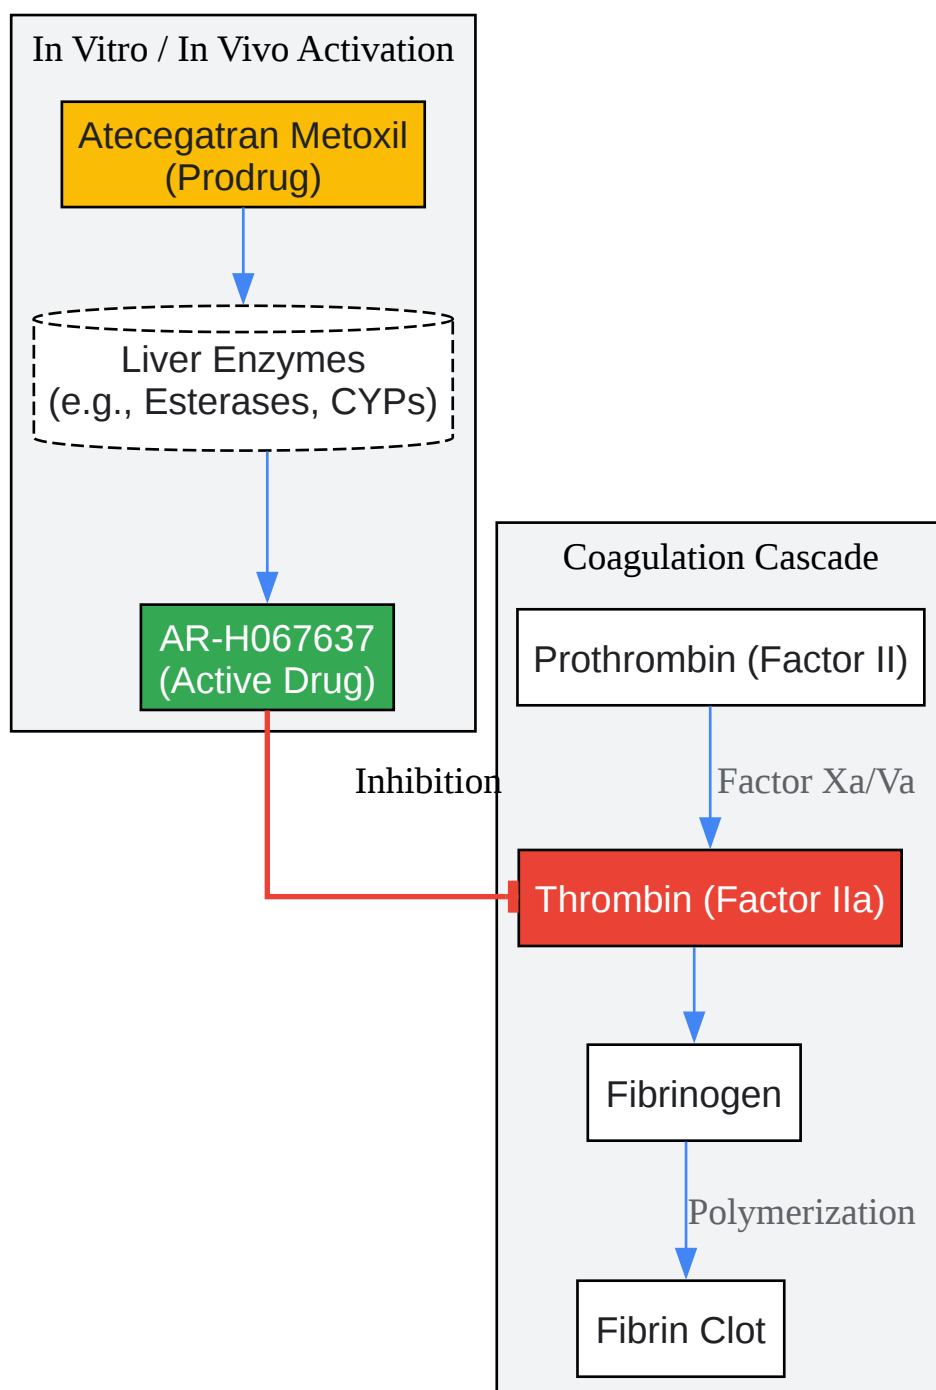 In Vitro / In Vivo Activation
Atecegatran Metoxil
(Prodrug)
Liver Enzymes
(e.g., Esterases, CYPs)
AR-H067637
(Active Drug)
Inhibition
Coagulation Cascade
Prothrombin (Factor II)
Factor Xa/Va
Thrombin (Factor IIa)
Fibrinogen
Polymerization
Fibrin Clot